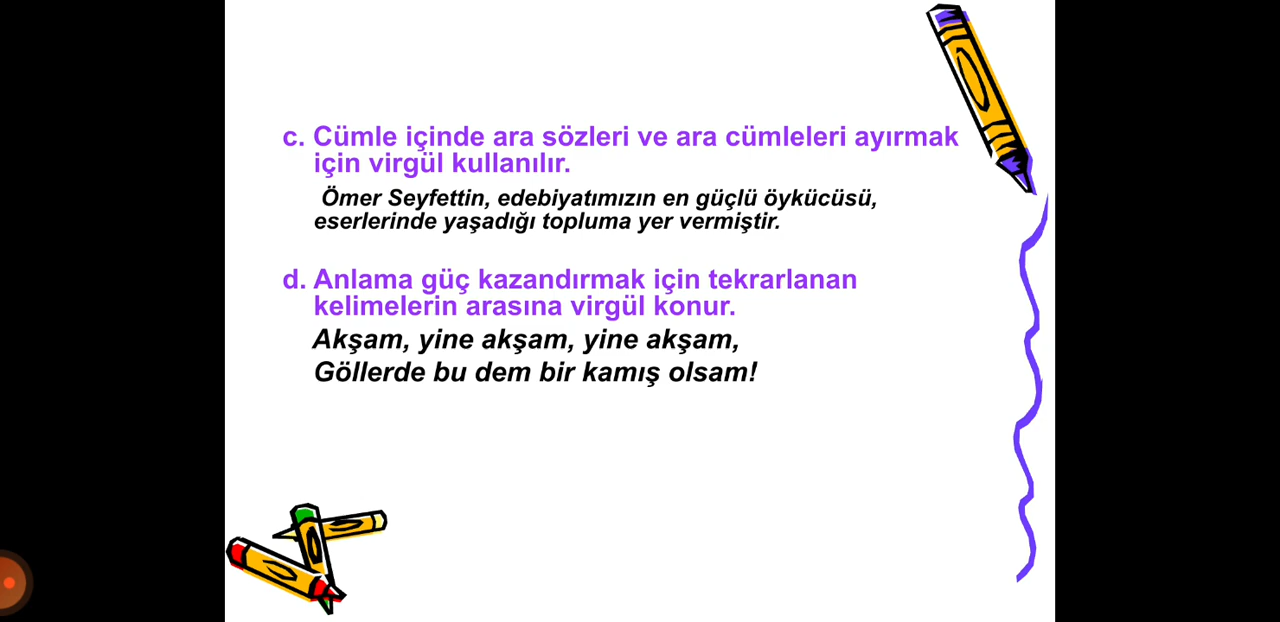 c. Cümle içinde ara sözleri ve ara cümleleri ayırmak
için virgül kullanılır.
Ömer Seyfettin, edebiyatımızın en güçlü öykücüsü,
eserlerinde yaşadığı topluma yer vermiştir.
d. Anlama güç kazandırmak için tekrarlanan
kelimelerin arasına virgül konur.
Akşam, yine akşam, yine akşam,
Göllerde bu dem bir kamış olsam!